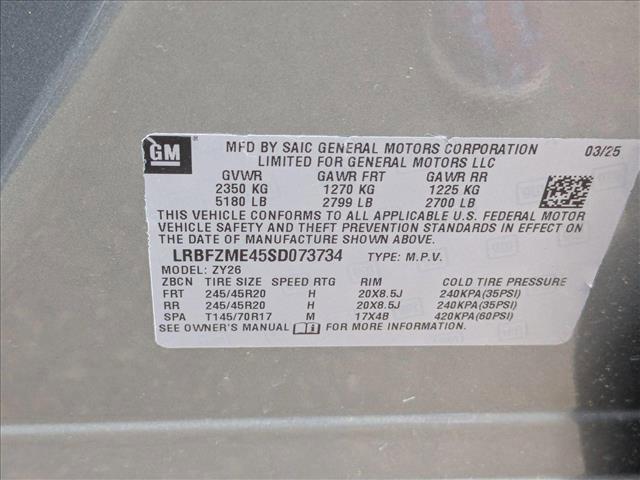 GM ® MFD BY SAIC GENERAL MOTORS CORPORATION 03/25
LIMITED FOR GENERAL MOTORS LLC
GVWR GAWR FRT GAWR RR
2350 KG 1270 KG 1225 KG
5180 LB 2799 LB 2700 LB
THIS VEHICLE CONFORMS TO ALL APPLICABLE U.S. FEDERAL MOTOR
VEHICLE SAFETY AND THEFT PREVENTION STANDARDS IN EFFECT ON
DATE OF MANUFACTURE SHOWN ABOVE.
LRBFZME45SD073734 TYPE: M.P.V.
MODEL: ZY26
ZBCN TIRE SIZE SPEED RTG RIM COLD TIRE PRESSURE
FRT 245/45R20 H 20X8.5J 240KPA(35PSI)
RR 245/45R20 H 20X8.5J 240KPA(35PSI)
SPA T145/70R17 M 17X4B 420KPA(60PSI)
SEE OWNER'S MANUAL FOR MORE INFORMATION.